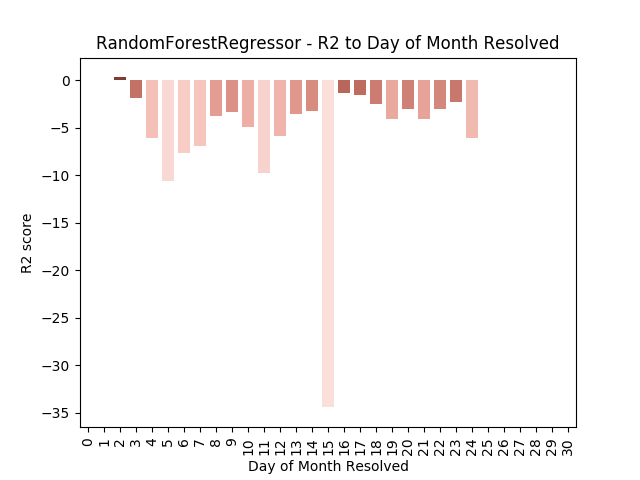 RandomForestRegressor - R2 to Day of Month Resolved
R2 score
0
−5
−10
−15
−20
−25
−30
−35
0 1 2 3 4 5 6 7 8 9 10 11 12 13 14 15 16 17 18 19 20 21 22 23 24 25 26 27 28 29 30
Day of Month Resolved